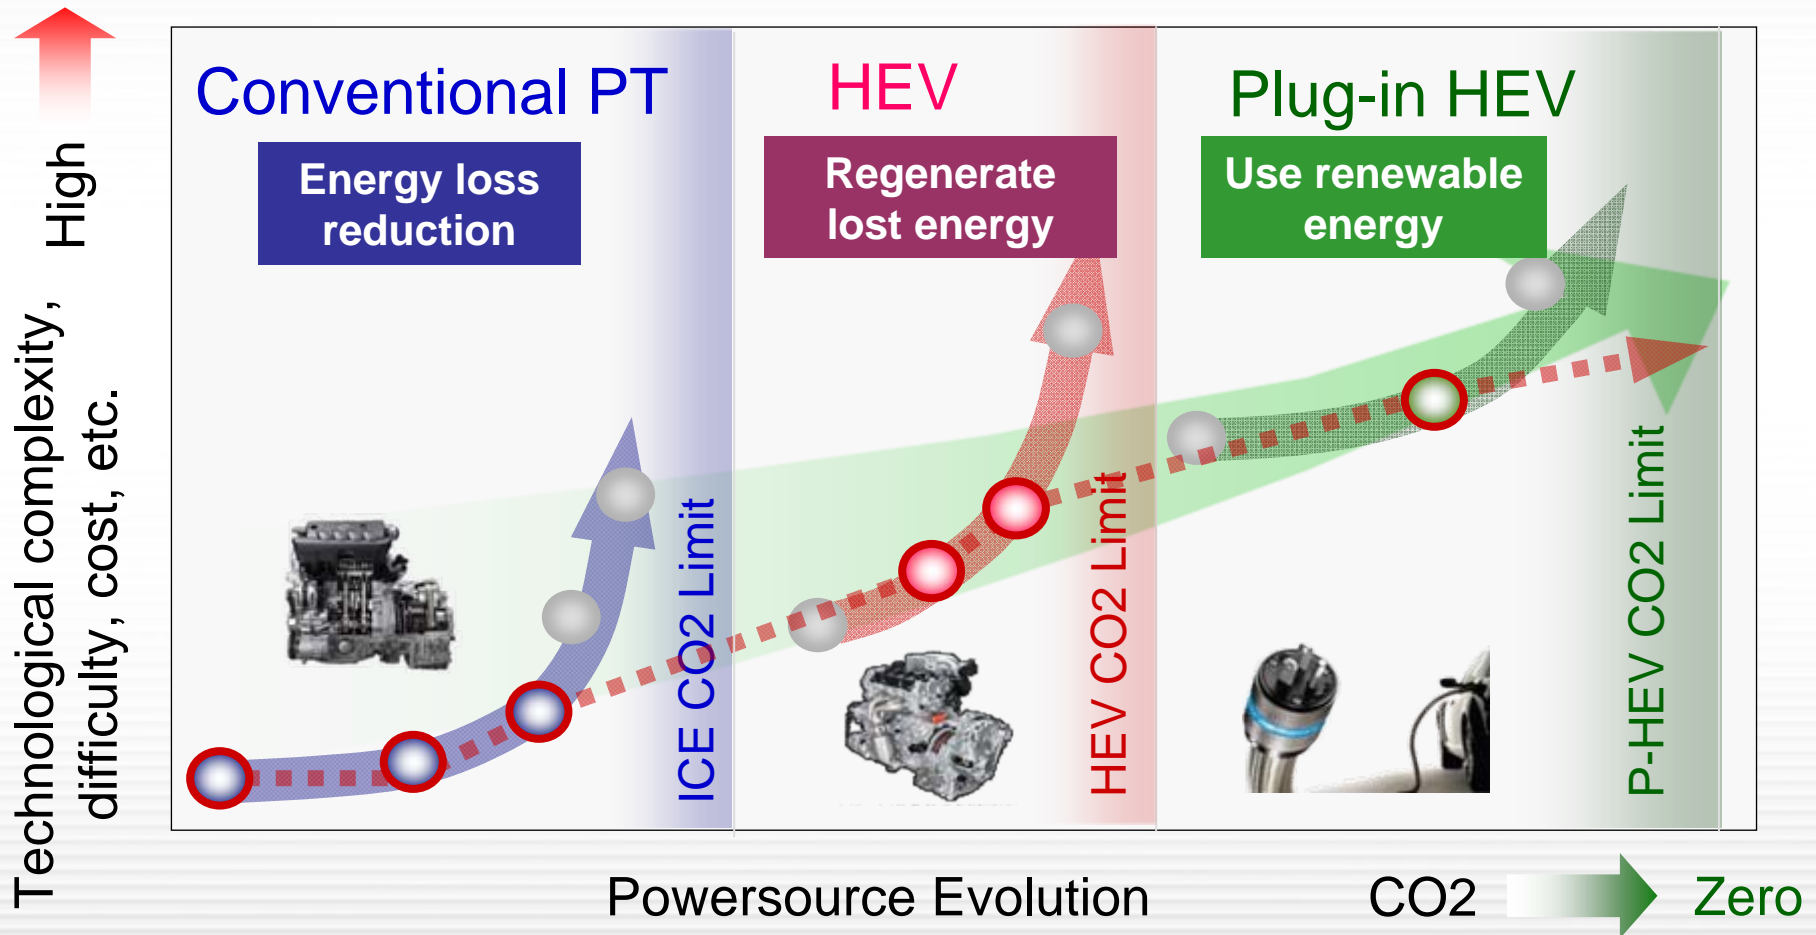 Conventional PT
HEV
Plug-in HEV
Energy loss
reduction
Regenerate
lost energy
Use renewable
energy
High
Technological complexity,
difficulty, cost, etc.
ICE CO2 Limit
HEV CO2 Limit
P-HEV CO2 Limit
Powersource Evolution
CO2
Zero